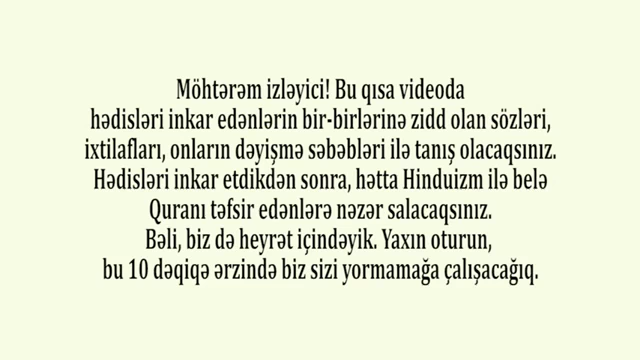 Möhtərəm izləyici! Bu qısa videoda
hədisləri inkar edənlərin bir-birlərinə zidd olan sözləri,
ixtilafları, onların dəyişmə səbəbləri ilə tanış olacaqsınız.
Hədisləri inkar etdikdən sonra, hətta Hinduizm ilə belə
Quranı təfsir edənlərə nəzər salacaqsınız.
Bəli, biz də heyrət içindəyik. Yaxın oturun,
bu 10 dəqiqə ərzində biz sizi yormamağa çalışacağıq.